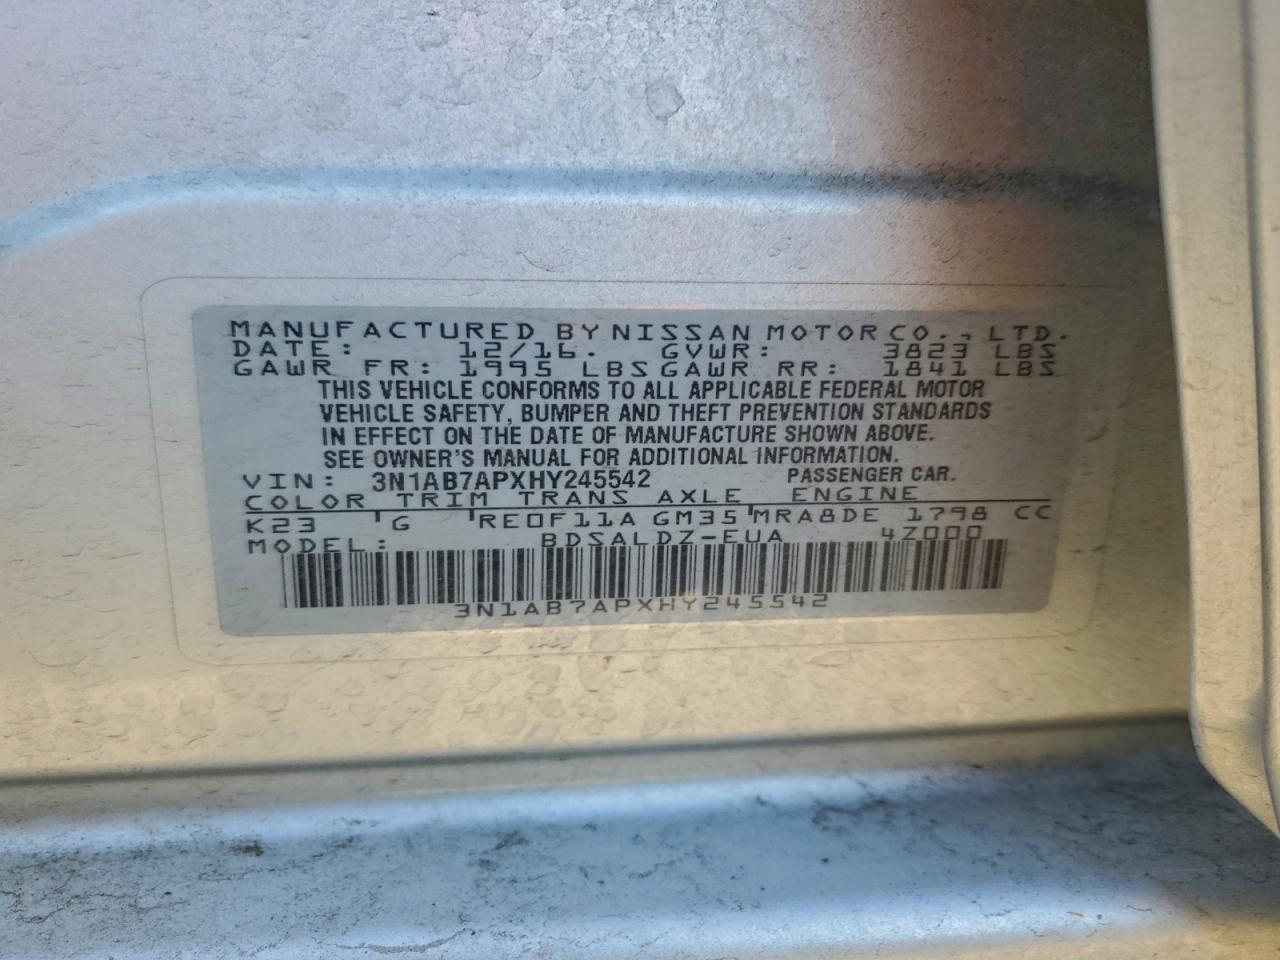 MANUFACTURED BY NISSAN MOTOR CO., LTD.
DATE: 12/16. GVWR: 3823 LBS
GAWR FR: 1995 LBS GAWR RR: 1841 LBS
THIS VEHICLE CONFORMS TO ALL APPLICABLE FEDERAL MOTOR
VEHICLE SAFETY, BUMPER AND THEFT PREVENTION STANDARDS
IN EFFECT ON THE DATE OF MANUFACTURE SHOWN ABOVE.
SEE OWNER'S MANUAL FOR ADDITIONAL INFORMATION.
VIN: 3N1AB7APXHY245542 PASSENGER CAR.
COLOR TRIM TRANS AXLE ENGINE
K23 'G 'RE0F11A GM35'MRA8DE 1798 CC
MODEL: BDSALDZ-EUA 4Z000
3N1AB7APXHY245542